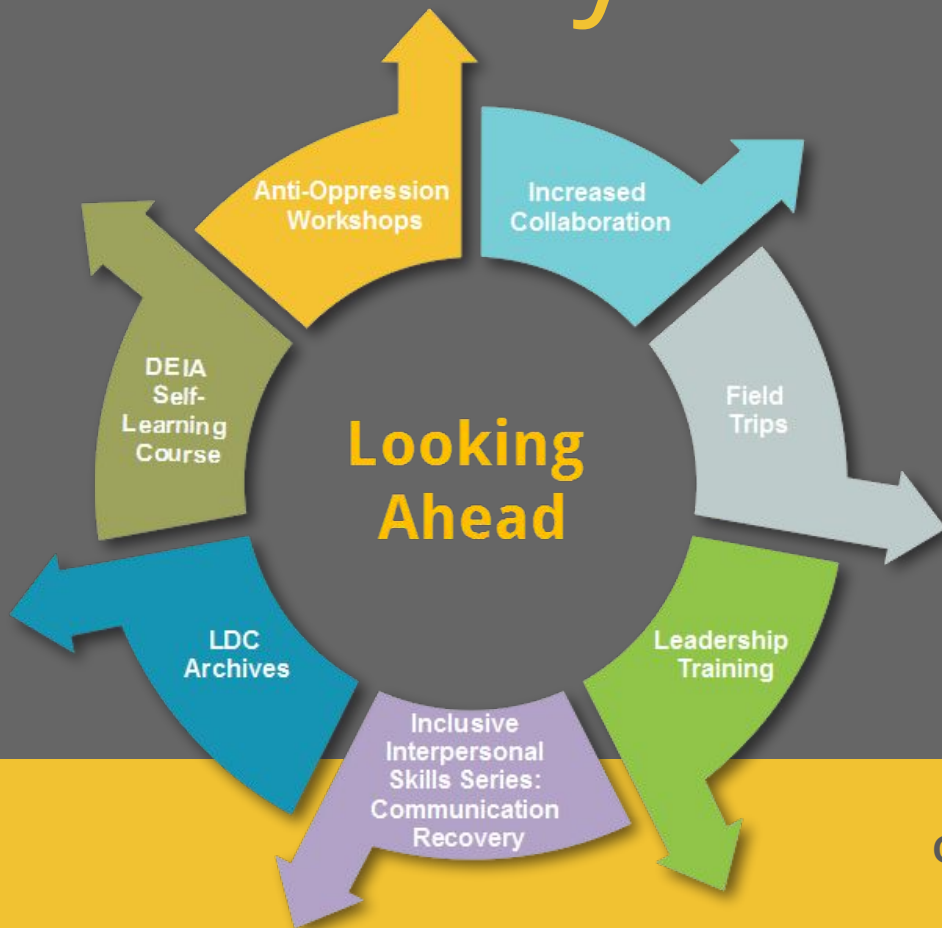 Increased
Collaboration
Field
Trips
Leadership
Training
Inclusive
Interpersonal
Skills Series:
Communication
Recovery
LDC
Archives
DEIA
Self-
Learning
Course
Anti-Oppression
Workshops
Looking
Ahead